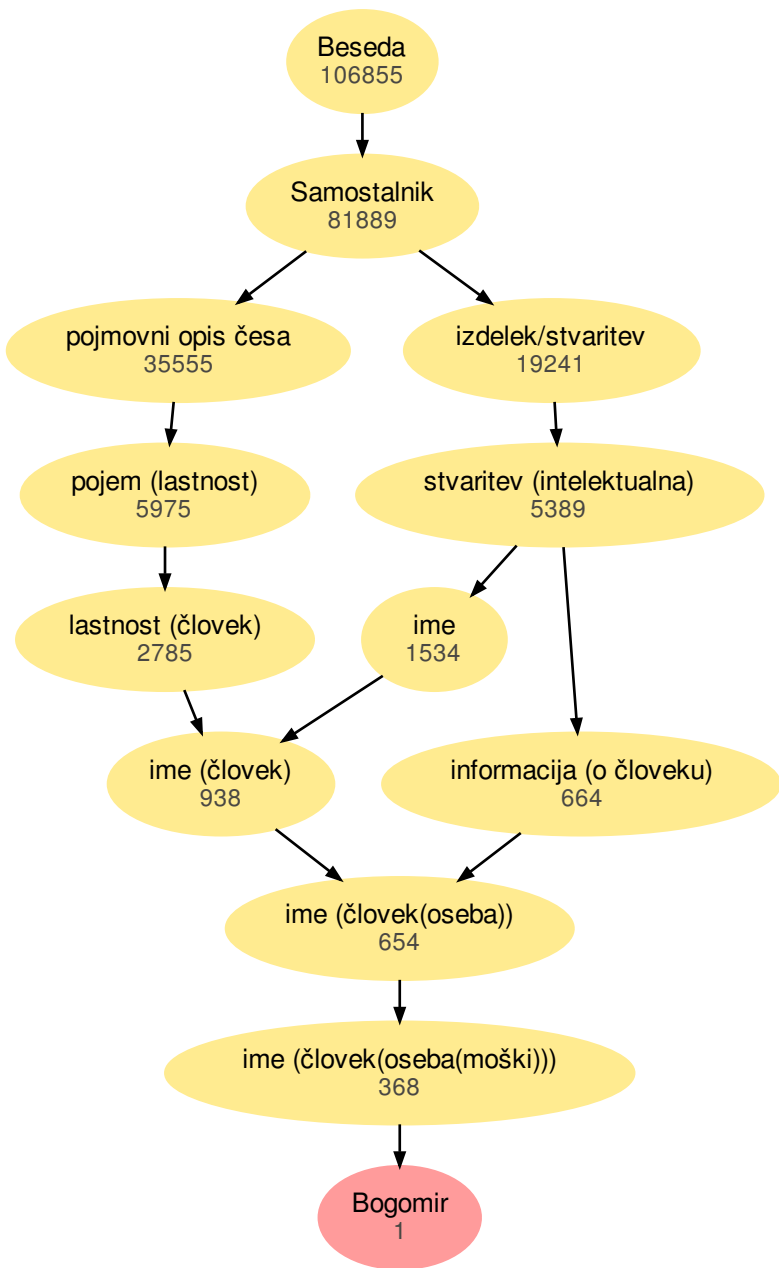 Beseda
106855
Samostalnik
81889
pojmovni opis česa
35555
izdelek/stvaritev
19241
pojem (lastnost)
5975
stvaritev (intelektualna)
5389
lastnost (človek)
2785
ime
1534
ime (človek)
938
informacija (o človeku)
664
ime (človek(oseba))
654
ime (človek(oseba(moški)))
368
Bogomir
1